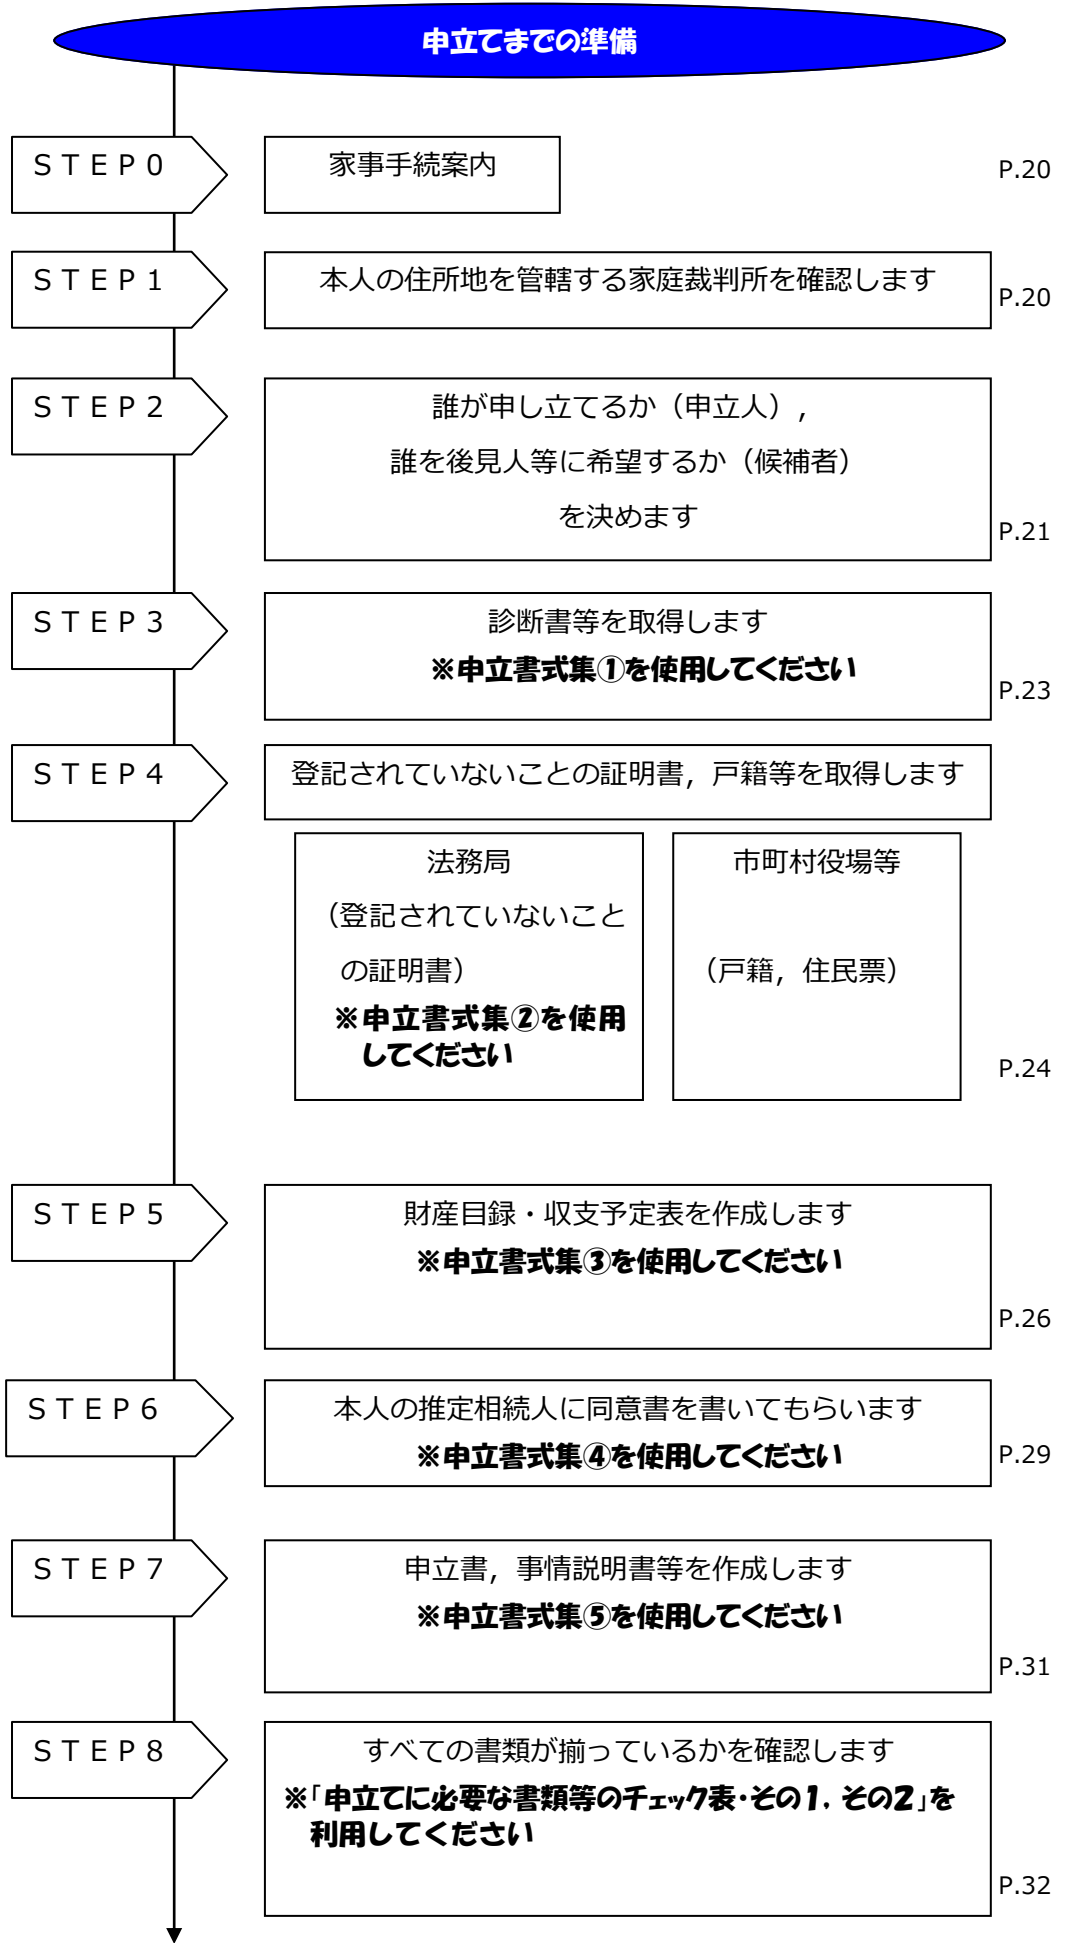 申立てまでの準備
ＳＴＥＰ０
家事手続案内
P.20
ＳＴＥＰ１
本人の住所地を管轄する家庭裁判所を確認します
P.20
ＳＴＥＰ２
誰が申し立てるか（申立人），
誰を後見人等に希望するか（候補者）
を決めます
P.21
ＳＴＥＰ３
診断書等を取得します
※申立書式集①を使用してください
P.23
ＳＴＥＰ４
登記されていないことの証明書，戸籍等を取得します
法務局
（登記されていないこと
の証明書）
※申立書式集②を使用
してください
市町村役場等
（戸籍，住民票）
P.24
ＳＴＥＰ５
財産目録・収支予定表を作成します
※申立書式集③を使用してください
P.26
ＳＴＥＰ６
本人の推定相続人に同意書を書いてもらいます
※申立書式集④を使用してください
P.29
ＳＴＥＰ７
申立書，事情説明書等を作成します
※申立書式集⑤を使用してください
P.31
ＳＴＥＰ８
すべての書類が揃っているかを確認します
※「申立てに必要な書類等のチェック表・その１，その２」を
利用してください
P.32